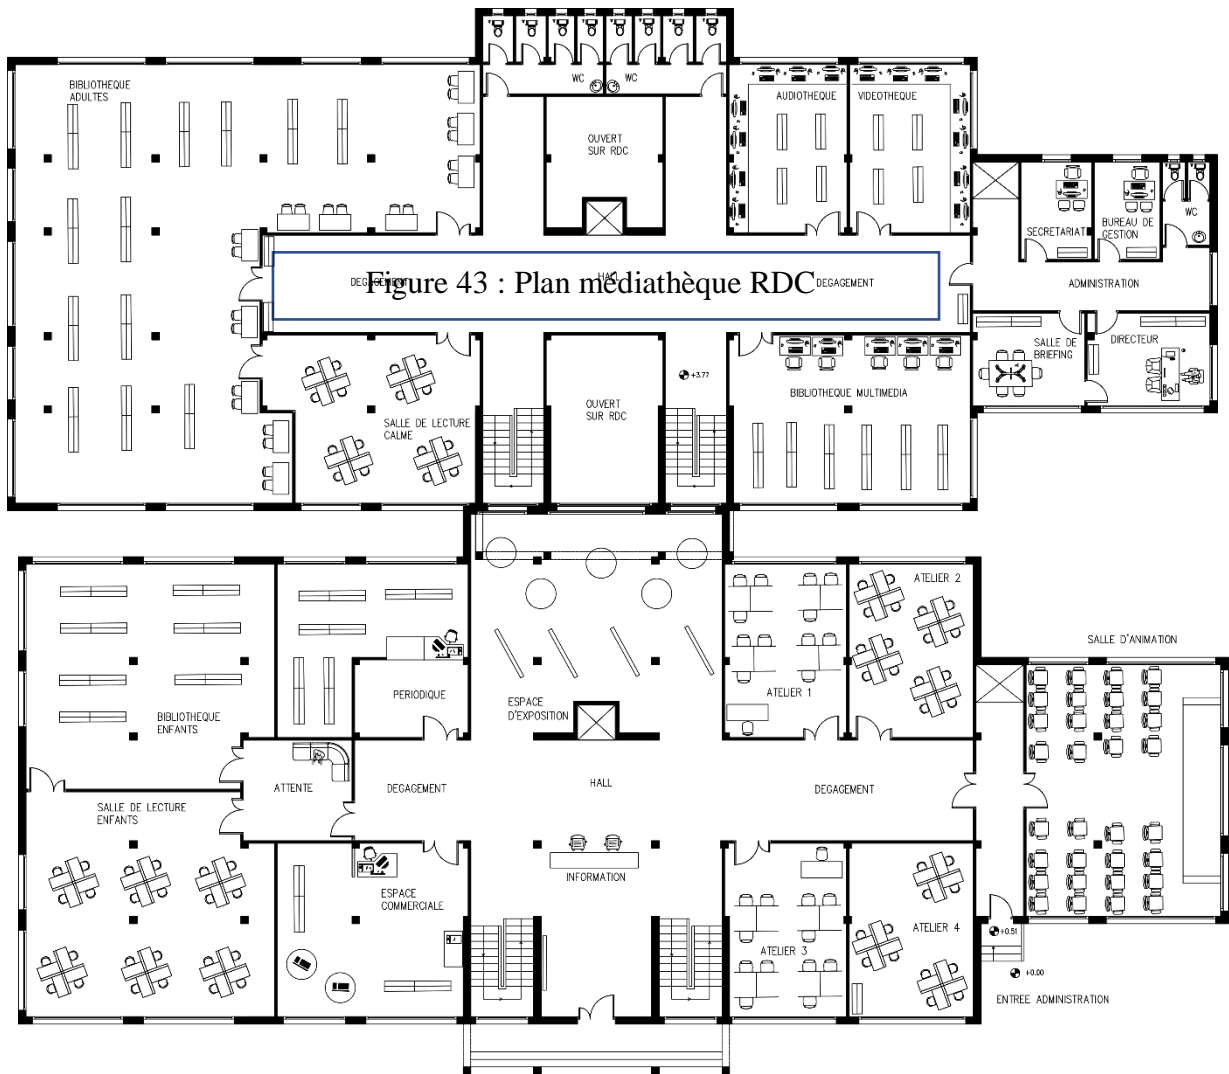 WC
WC
BIBLIOTHEQUE
ADULTES
AUDIOTHEQUE
VIDEOTHEQUE
OUVERT
SUR RDC
WC
BUREAU DE
GESTION
SECRETARIAT
DEGAGEMENT
HALL
DEGAGEMENT
Figure 43 : Plan médiathèque RDC
ADMINISTRATION
SALLE DE
BRIEFING
DIRECTEUR
+3.77
BIBLIOTHEQUE MULTIMEDIA
OUVERT
SUR RDC
SALLE DE LECTURE
CALME
ATELIER 2
SALLE D'ANIMATION
PERIODIQUE
ATELIER 1
ESPACE
D'EXPOSITION
BIBLIOTHEQUE
ENFANTS
ATTENTE
DEGAGEMENT
HALL
DEGAGEMENT
SALLE DE LECTURE
ENFANTS
INFORMATION
ESPACE
COMMERCIALE
ATELIER 3
ATELIER 4
+0.51
+0.00
ENTREE ADMINISTRATION